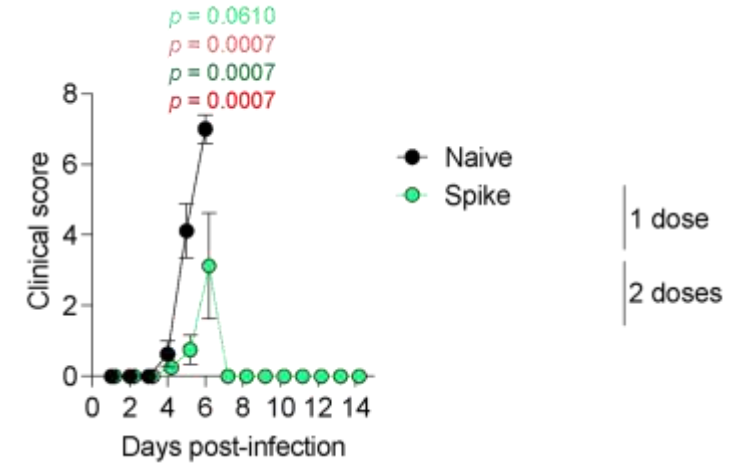 p = 0.0610
p = 0.0007
p = 0.0007
p = 0.0007
8
6
4
2
0
Clinical score
0 2 4 6 8 10 12 14
Days post-infection
Naive
Spike
1 dose
2 doses